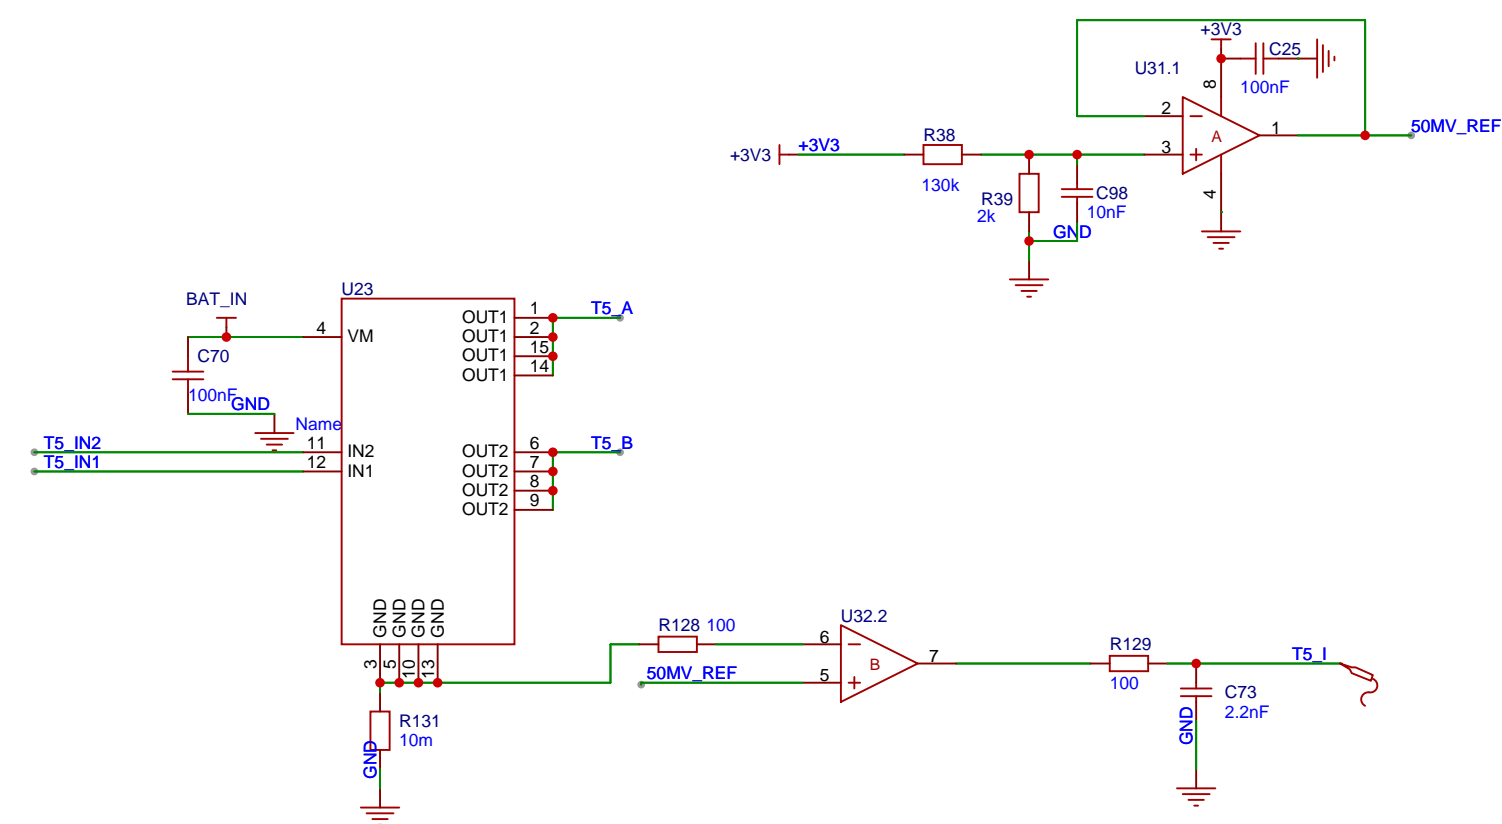 +3V3
C25
U31.1
100nF
8
2
1
50MV_REF
A
R38
+3V3
+3V3
3
130k
R39
C98
4
2k
10nF
GND
U23
BAT_IN
OUT1
1
T5_A
4
VM
OUT1
2
C70
OUT1
15
OUT1
14
100nF
GND
Name
T5_IN2
11
IN2
OUT2
6
T5_B
T5_IN1
12
IN1
OUT2
7
OUT2
8
OUT2
9
GND
GND
GND
GND
3
5
10
13
U32.2
R128
100
6
R129
B
7
T5_I
50MV_REF
5
100
C73
2.2nF
GND
R131
10m
GND